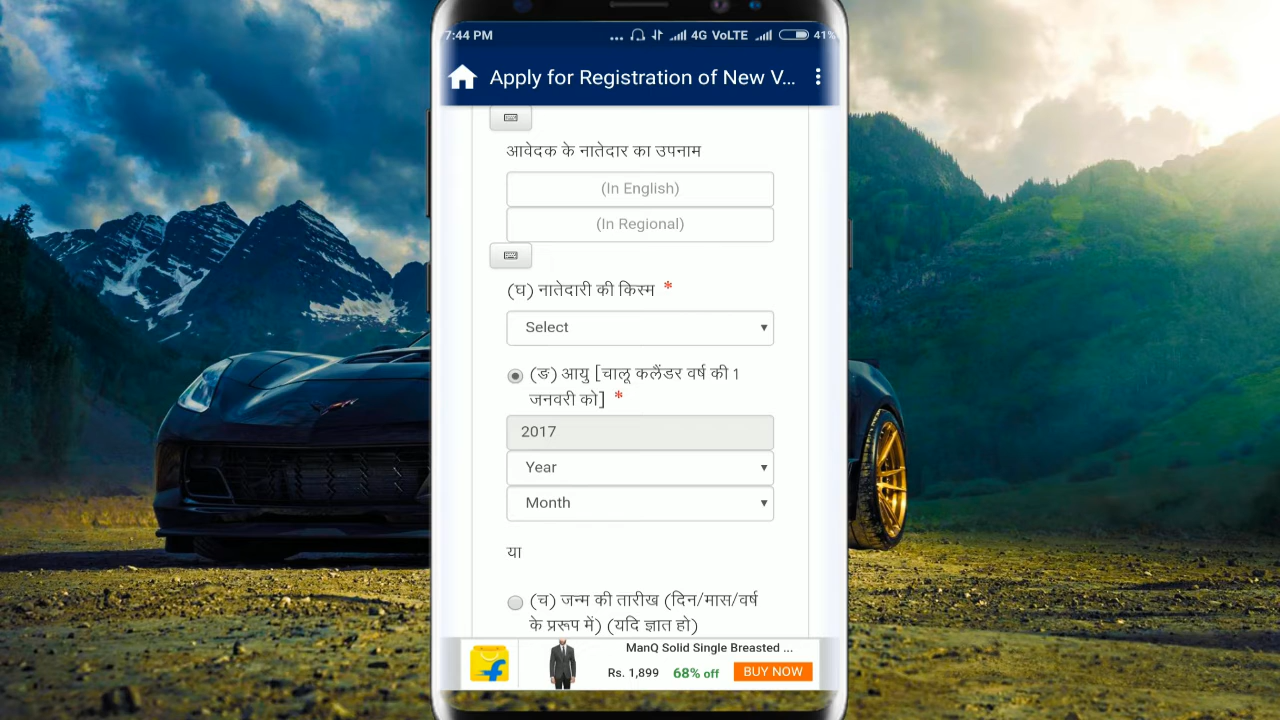 7:44 PM ... 4G VoLTE 41%
Apply for Registration of New V...
आवेदक के नातेदार का उपनाम
(In English)
(In Regional)
(घ) नातेदारी की किस्म *
Select
(ङ) आयु [चालू कलैंडर वर्ष की 1
जनवरी को] *
2017
Year
Month
या
(च) जन्म की तारीख (दिन/मास/वर्ष
के प्ररूप में) (यदि ज्ञात हो)
ManQ Solid Single Breasted ...
Rs. 1,899 68% off BUY NOW